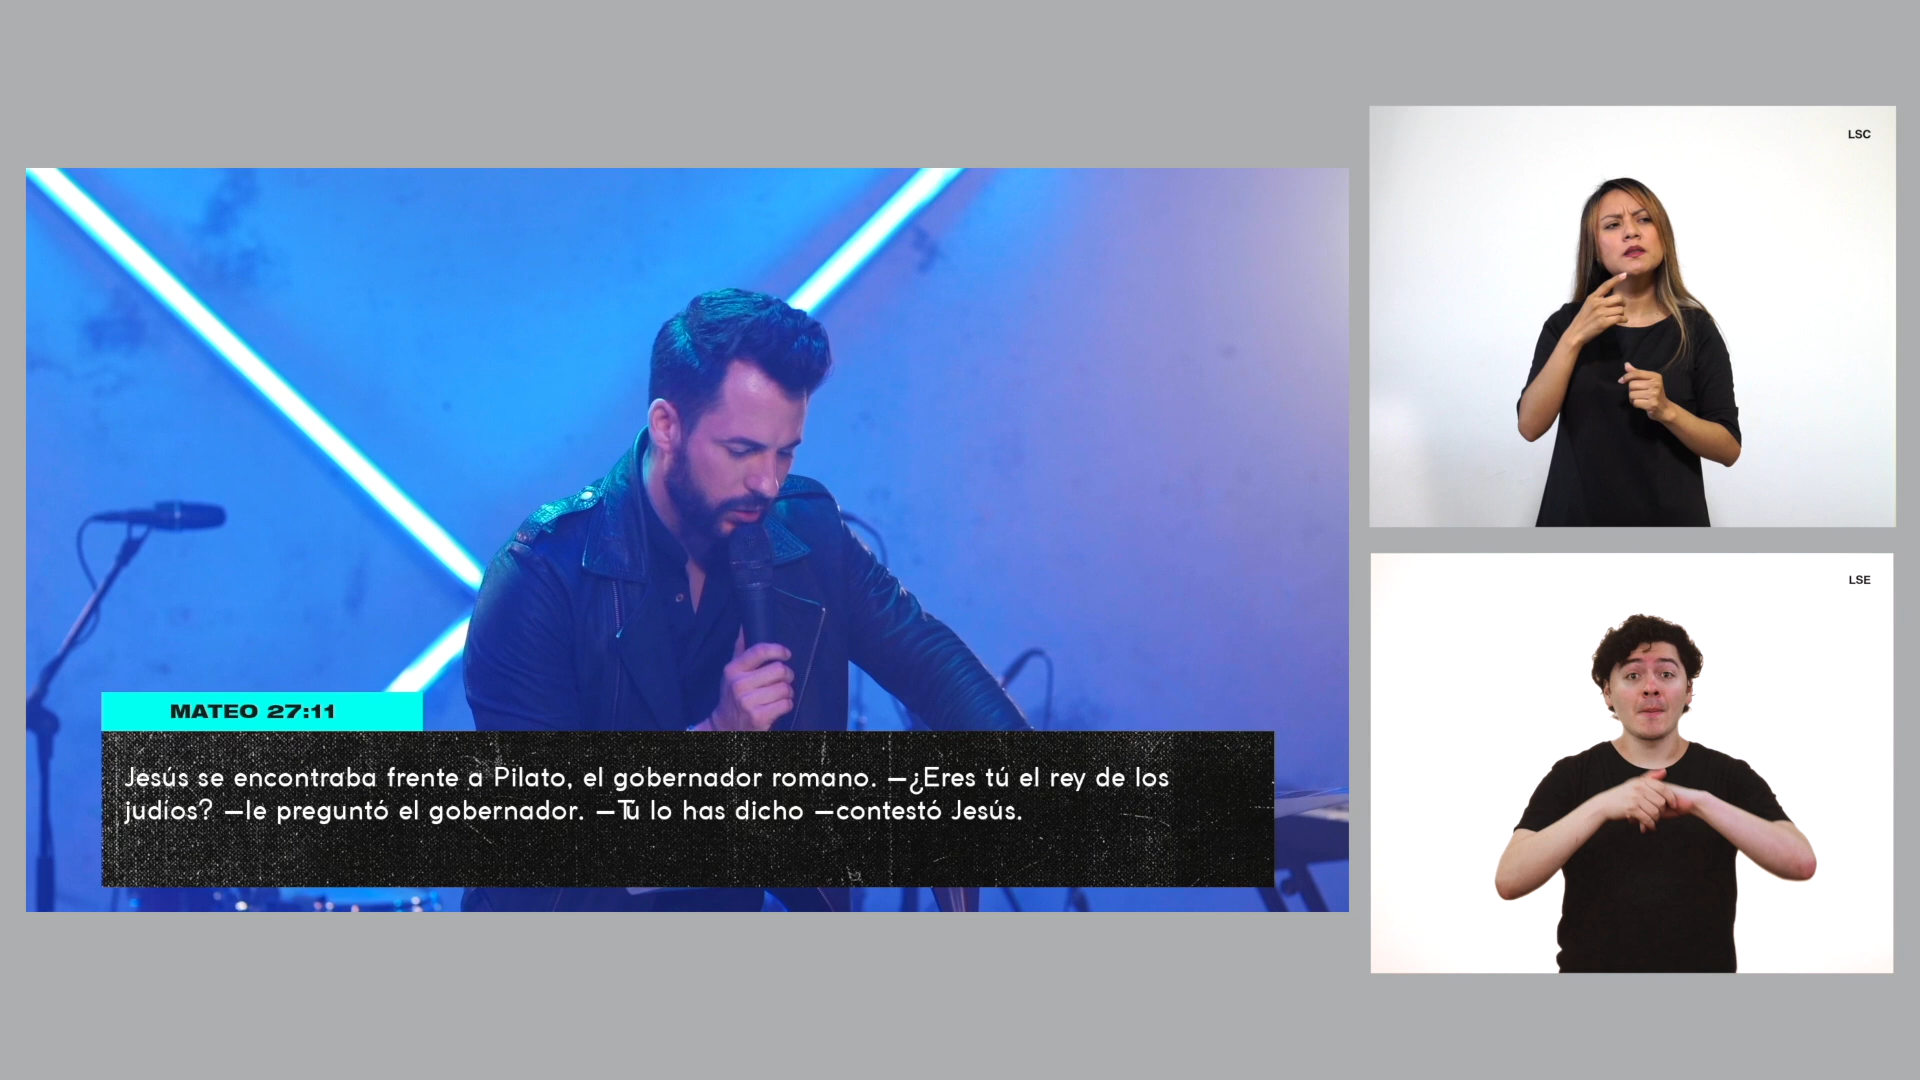 LSC
MATEO 27:11
Jesús se encontraba frente a Pilato, el gobernador romano. —¿Eres tú el rey de los
judíos? —le preguntó el gobernador. —Tú lo has dicho —contestó Jesús.
LSE